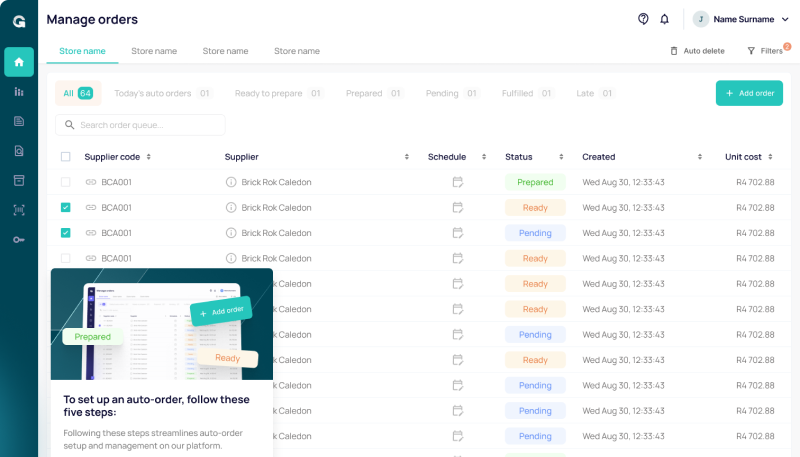 G Manage orders J Name Surname
Store name Store name Store name Store name Auto delete Filters 2
All 64 Today's auto orders 01 Ready to prepare 01 Prepared 01 Pending 01 Fulfilled 01 Late 01 + Add order
Search order queue...
Supplier code Supplier Schedule Status Created Unit cost
BCA001 Brick Rok Caledon Prepared Wed Aug 30, 12:33:43 R4 702.88
BCA001 Brick Rok Caledon Ready Wed Aug 30, 12:33:43 R4 702.88
BCA001 Brick Rok Caledon Pending Wed Aug 30, 12:33:43 R4 702.88
BCA001 Brick Rok Caledon Ready Wed Aug 30, 12:33:43 R4 702.88
k Rok Caledon Ready Wed Aug 30, 12:33:43 R4 702.88
k Rok Caledon Ready Wed Aug 30, 12:33:43 R4 702.88
k Rok Caledon Pending Wed Aug 30, 12:33:43 R4 702.88
k Rok Caledon Ready Wed Aug 30, 12:33:43 R4 702.88
k Rok Caledon Pending Wed Aug 30, 12:33:43 R4 702.88
k Rok Caledon Pending Wed Aug 30, 12:33:43 R4 702.88
k Rok Caledon Pending Wed Aug 30, 12:33:43 R4 702.88
Manage orders
+ Add order
Prepared
Ready
To set up an auto-order, follow these
five steps:
Following these steps streamlines auto-order
setup and management on our platform.